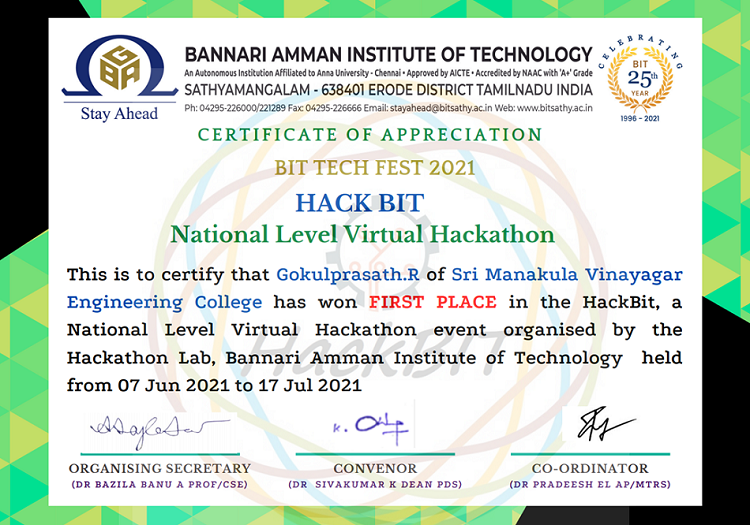 GBA
Stay Ahead
BANNARI AMMAN INSTITUTE OF TECHNOLOGY
An Autonomous Institution Affiliated to Anna University - Chennai • Approved by AICTE • Accredited by NAAC with 'A+' Grade
SATHYAMANGALAM - 638401 ERODE DISTRICT TAMILNADU INDIA
Ph: 04295-226000/221289 Fax: 04295-226666 Email: stayahead@bitsathy.ac.in Web: www.bitsathy.ac.in
CELEBRATING
BIT
25th
YEAR
1996 - 2021
CERTIFICATE OF APPRECIATION
BIT TECH FEST 2021
HACK BIT
National Level Virtual Hackathon
This is to certify that Gokulprasath.R of Sri Manakula Vinayagar
Engineering College has won FIRST PLACE in the HackBit, a
National Level Virtual Hackathon event organised by the
Hackathon Lab, Bannari Amman Institute of Technology held
from 07 Jun 2021 to 17 Jul 2021
HackBIT
ORGANISING SECRETARY
(DR BAZILA BANU A PROF/CSE)
CONVENOR
(DR SIVAKUMAR K DEAN PDS)
CO-ORDINATOR
(DR PRADEESH EL AP/MTRS)